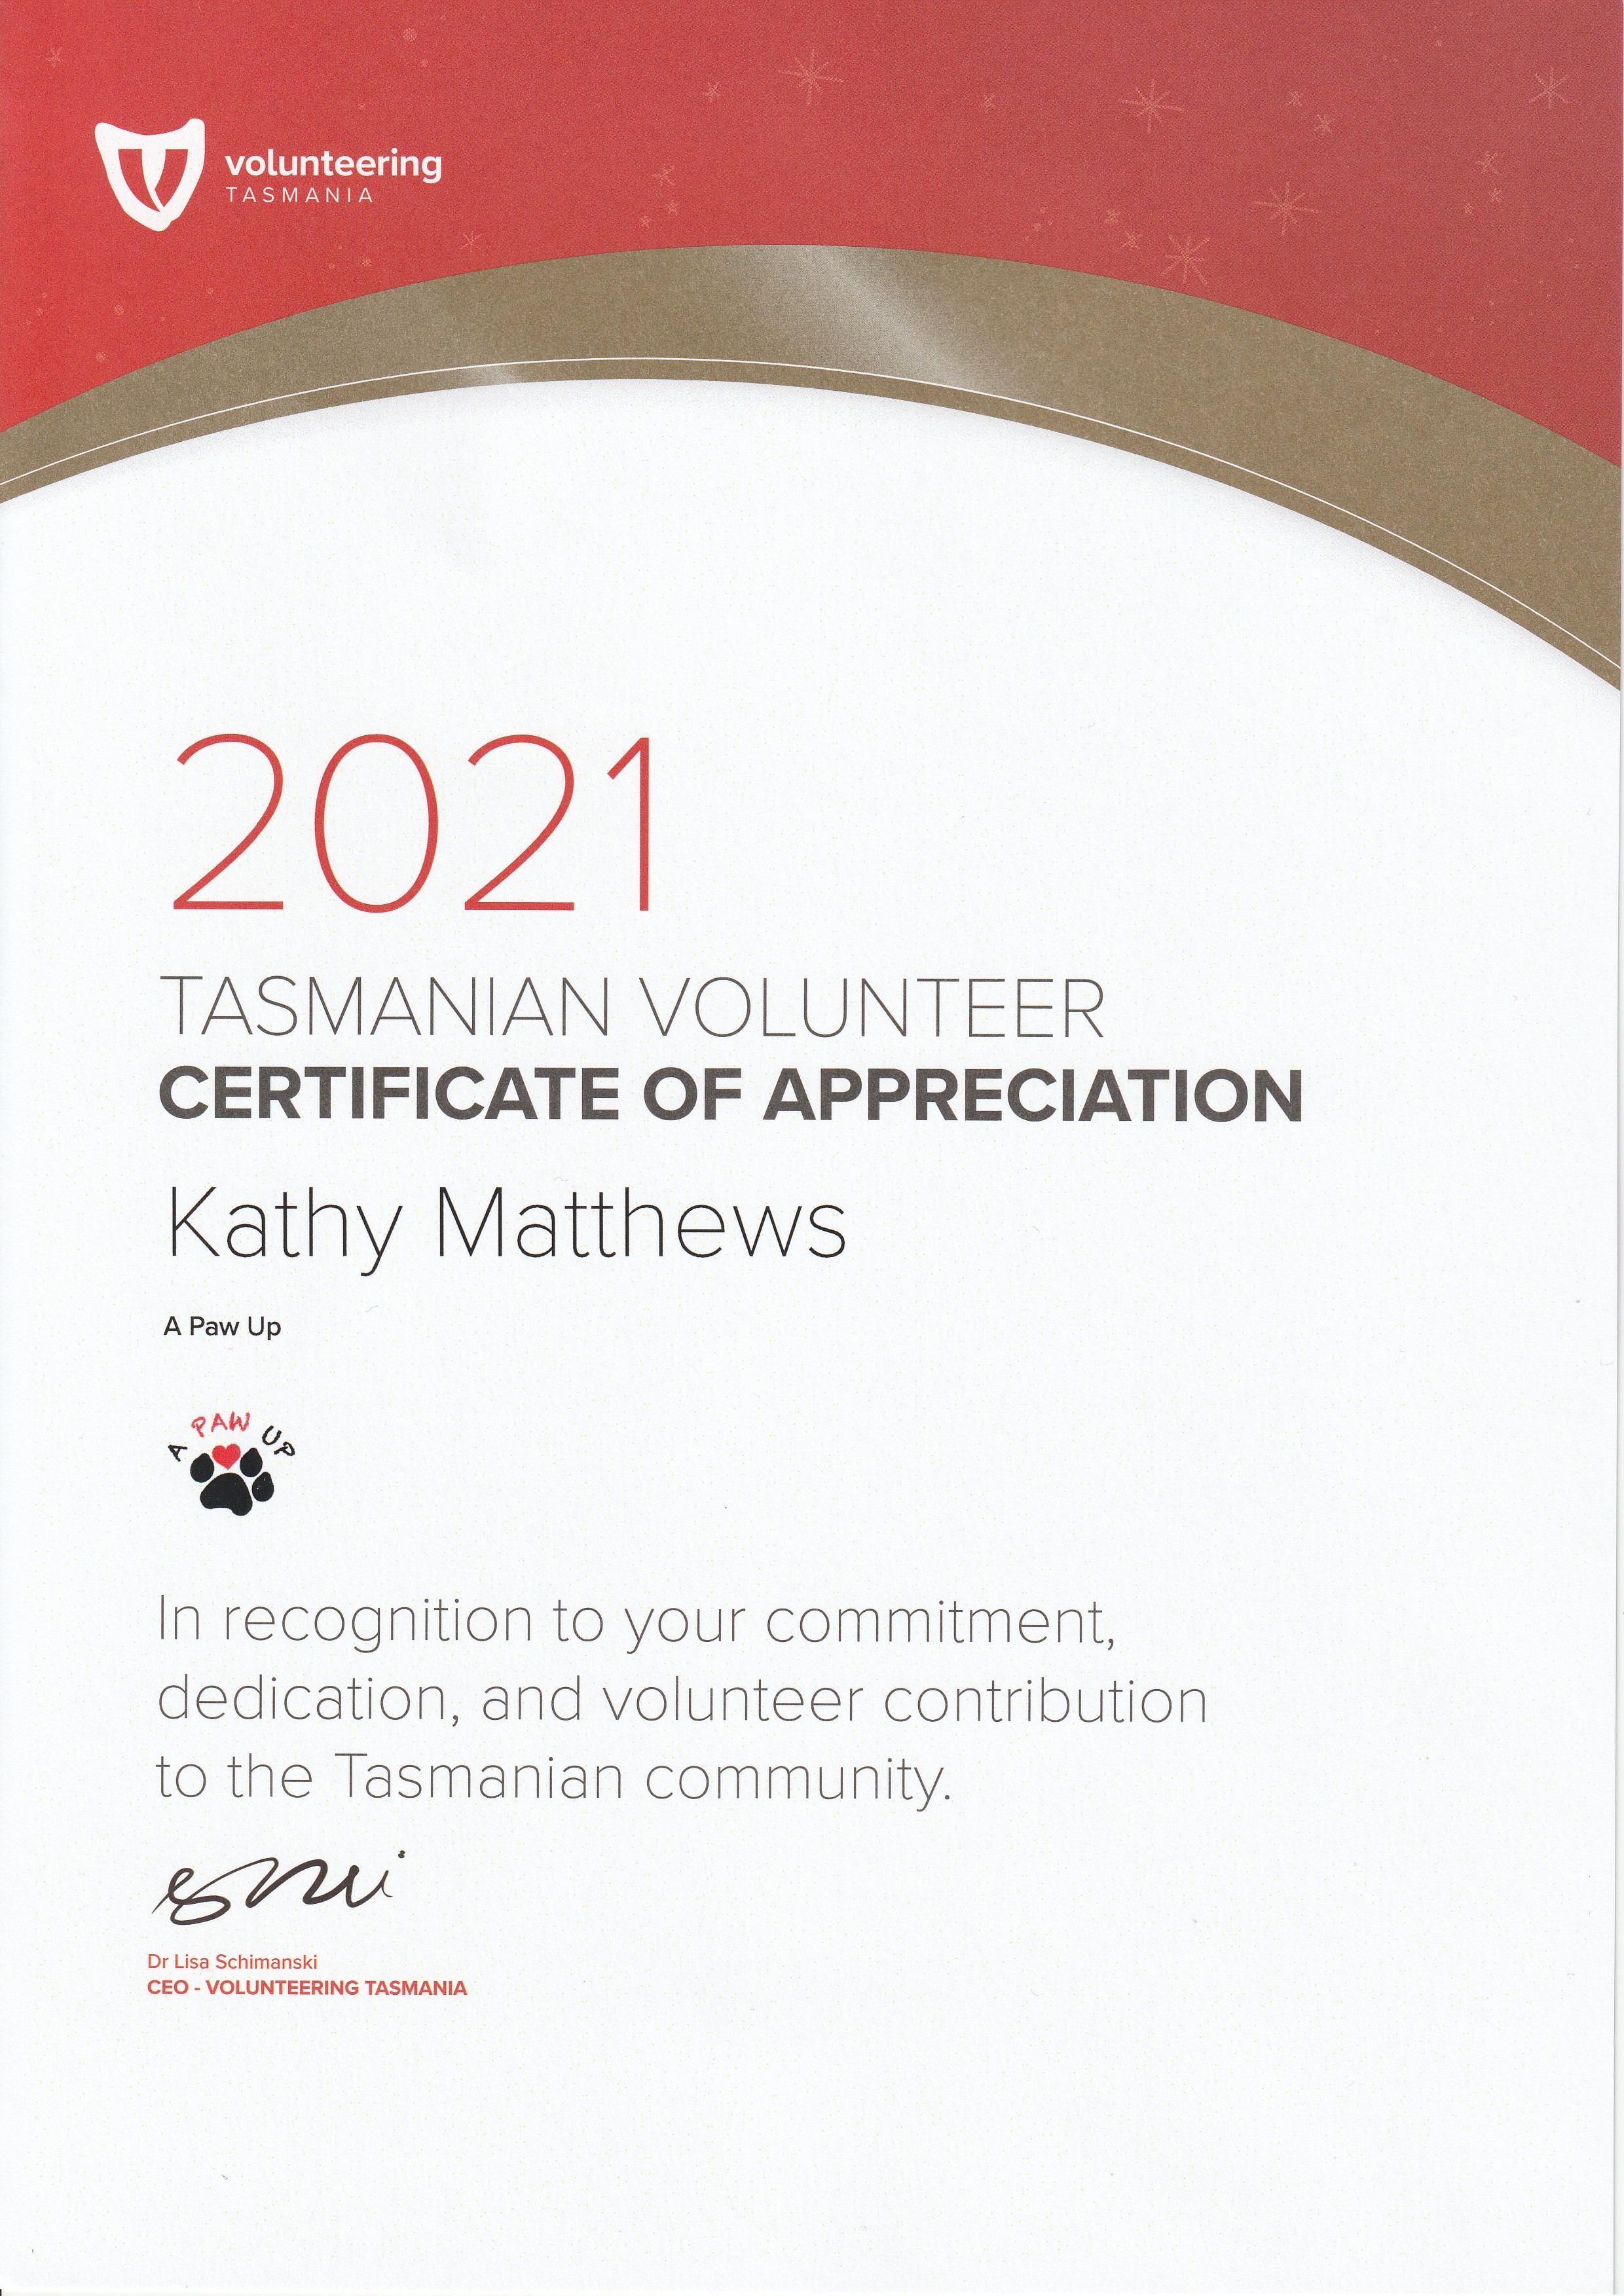 volunteering
TASMANIA
2021
TASMANIAN VOLUNTEER
CERTIFICATE OF APPRECIATION
Kathy Matthews
A Paw Up
A PAW UP
In recognition to your commitment,
dedication, and volunteer contribution
to the Tasmanian community.
Dr Lisa Schimanski
CEO - VOLUNTEERING TASMANIA